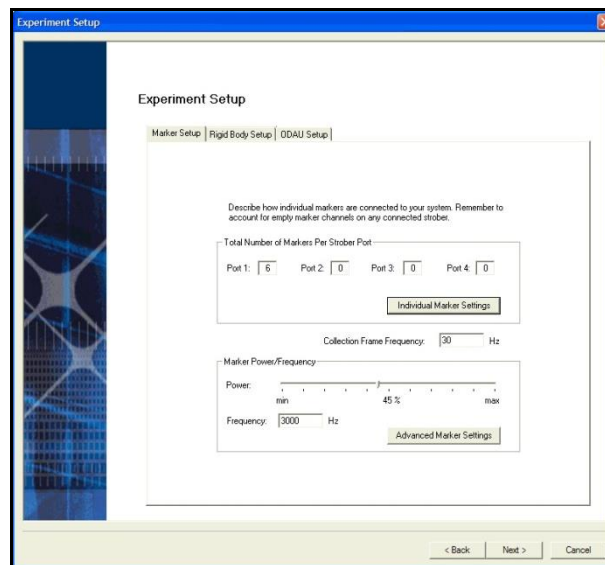 Experiment Setup
Experiment Setup
Marker Setup Rigid Body Setup ODAU Setup
Describe how individual markers are connected to your system. Remember to
account for empty marker channels on any connected strober.
Total Number of Markers Per Strober Port
Port 1: 6 Port 2: 0 Port 3: 0 Port 4: 0
Individual Marker Settings
Collection Frame Frequency: 30 Hz
Marker Power/Frequency
Power:
min 45 % max
Frequency: 3000 Hz
Advanced Marker Settings
< Back Next > Cancel